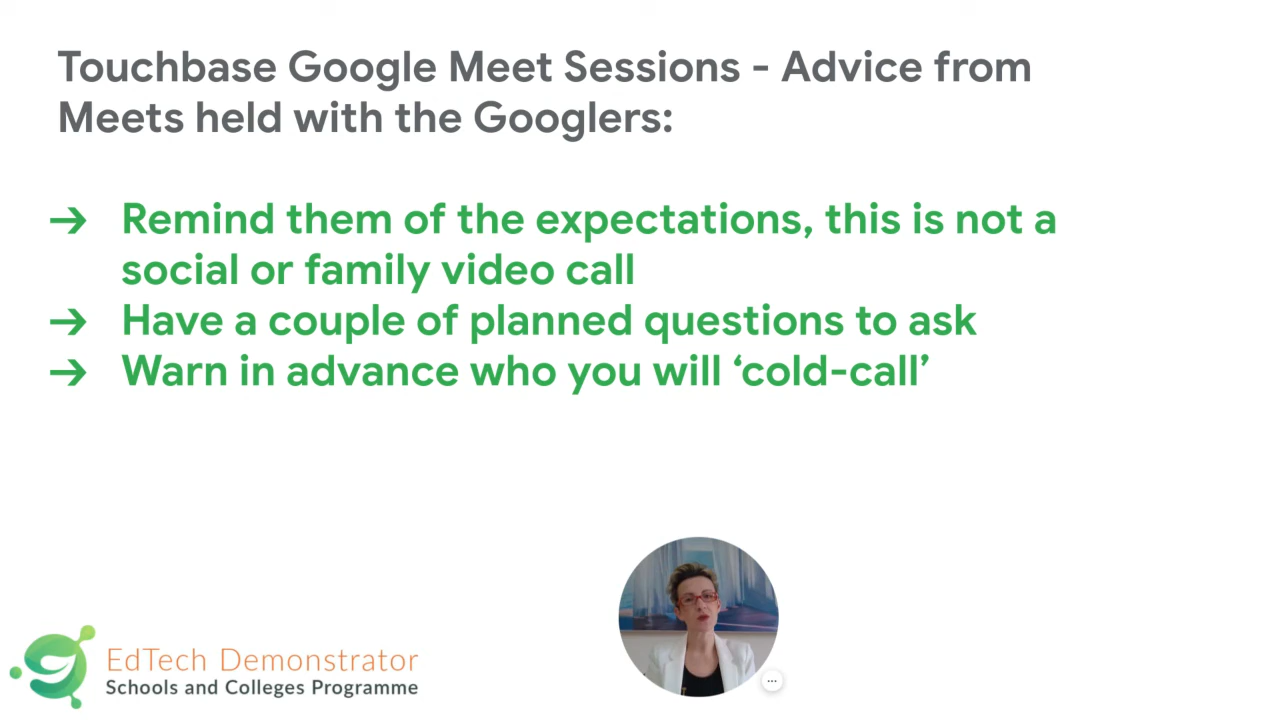 Touchbase Google Meet Sessions - Advice from
Meets held with the Googlers:
➔ Remind them of the expectations, this is not a
social or family video call
➔ Have a couple of planned questions to ask
➔ Warn in advance who you will ‘cold-call’
EdTech Demonstrator
Schools and Colleges Programme